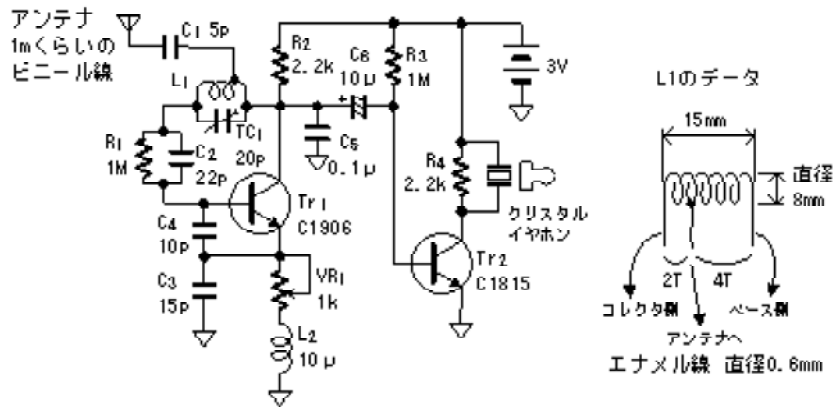 アンテナ
1mくらいの
ビニール線
C1 5p
L1
TC1
20p
R1
1M
C2
22p
C4
10p
C3
15p
Tr1
C1906
VR1
1k
L2
10μ
R2
2.2k
C5
0.1μ
C6
10μ
+
R3
1M
R4
2.2k
3V
クリスタル
イヤホン
Tr2
C1815
L1のデータ
15mm
直径
8mm
2T 4T
コレクタ側 ベース側
アンテナへ
エナメル線 直径0.6mm